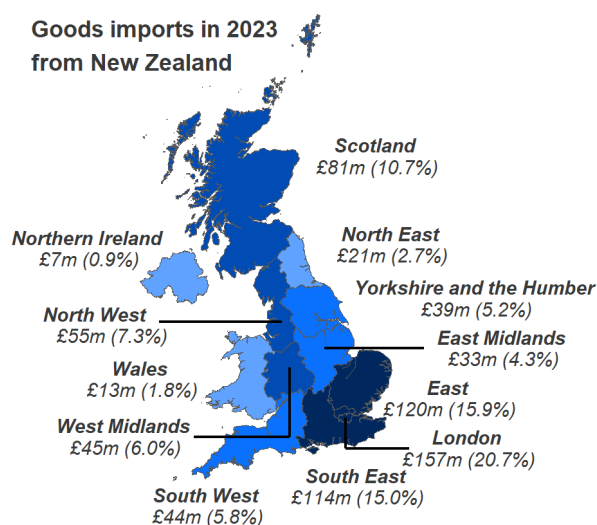 Goods imports in 2023
from New Zealand
Scotland
£81m (10.7%)
Northern Ireland
£7m (0.9%)
North East
£21m (2.7%)
Yorkshire and the Humber
£39m (5.2%)
North West
£55m (7.3%)
East Midlands
£33m (4.3%)
Wales
£13m (1.8%)
East
£120m (15.9%)
West Midlands
£45m (6.0%)
London
£157m (20.7%)
South East
£114m (15.0%)
South West
£44m (5.8%)